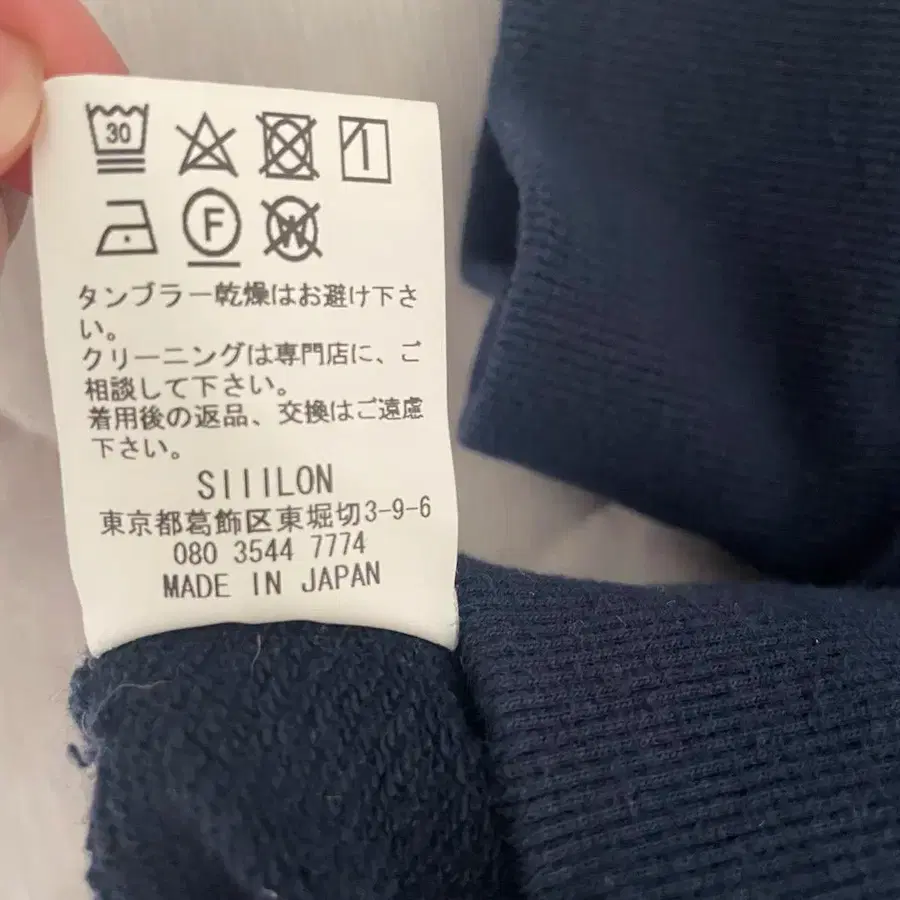 30
F
W
タンブラー乾燥はお避け下さ
い。
クリーニングは専門店に、ご
相談して下さい。
着用後の返品、交換はご遠慮
下さい。
SIIILON
東京都葛飾区東堀切3-9-6
080 3544 7774
MADE IN JAPAN